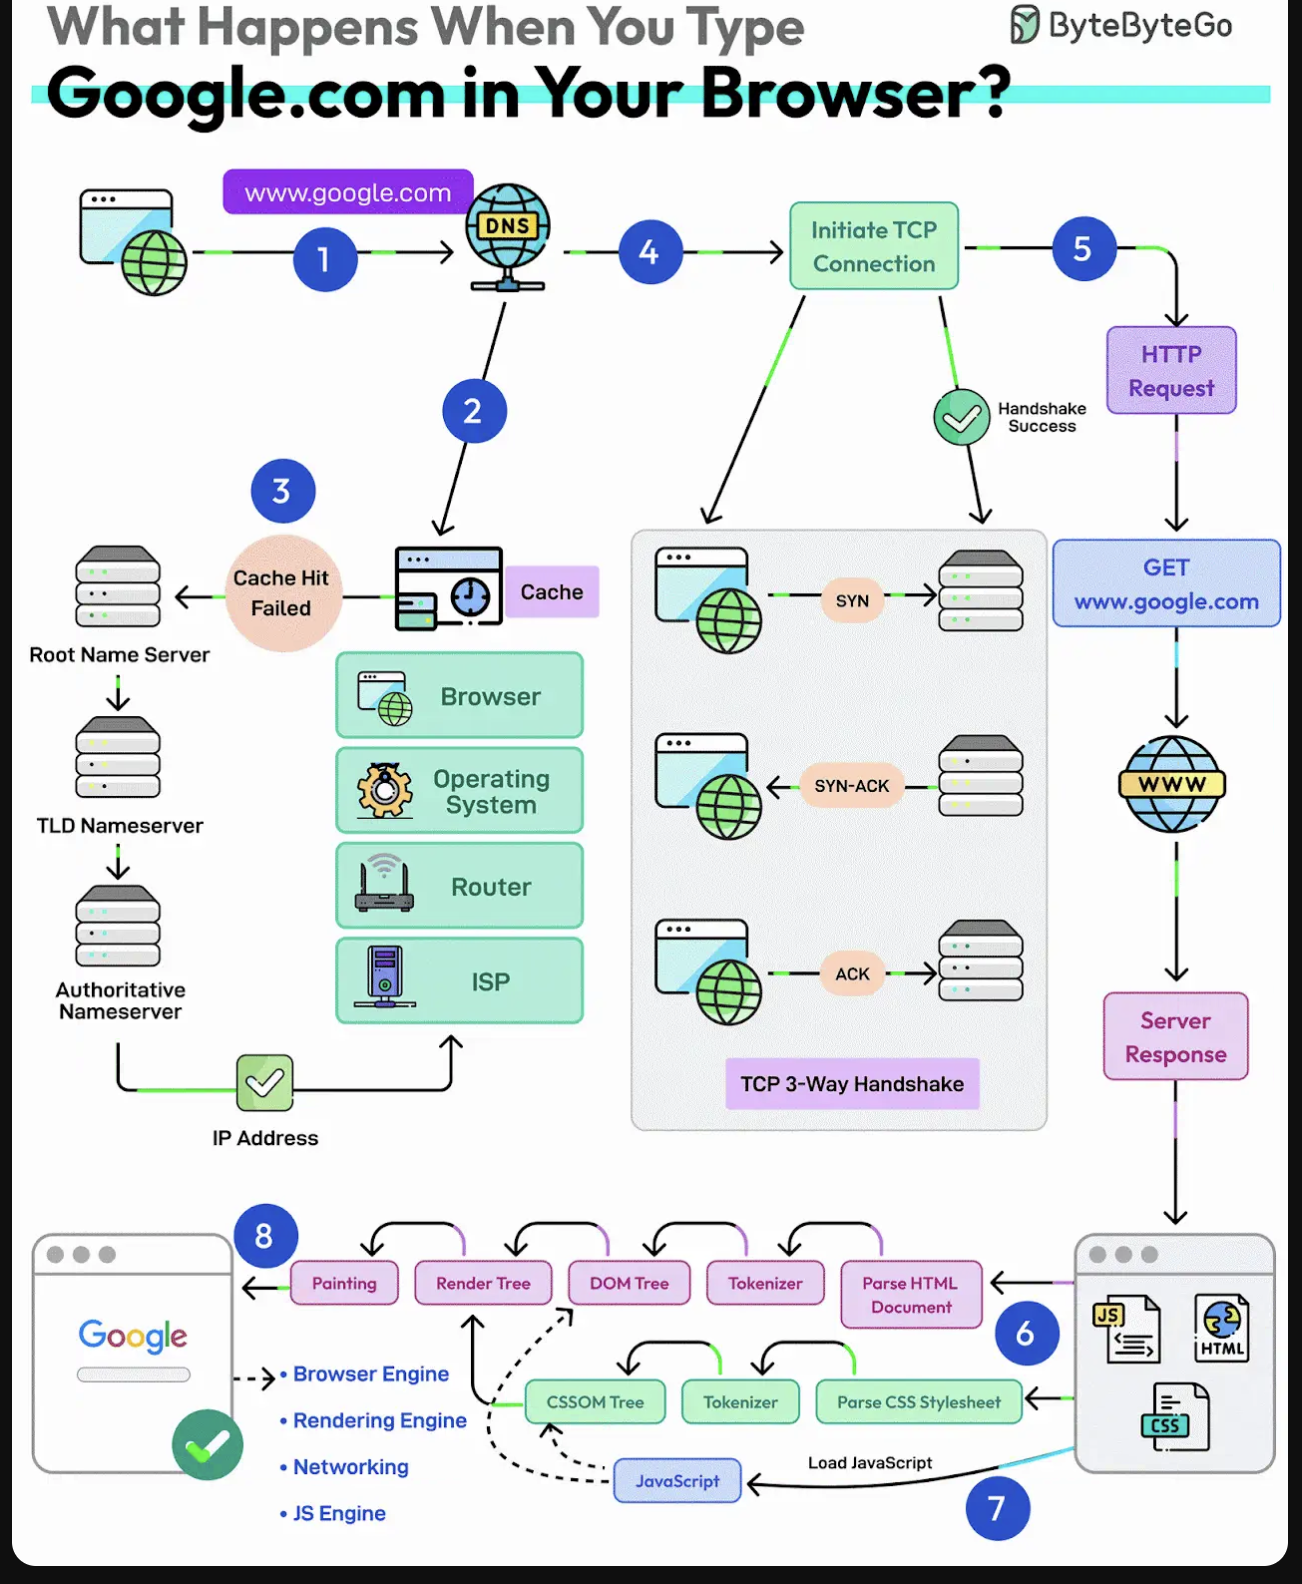 What Happens When You Type
ByteByteGo
Google.com in Your Browser?
www.google.com
DNS
1
4
Initiate TCP
Connection
5
HTTP
Request
2
Handshake
Success
3
Cache Hit
Failed
Cache
Root Name Server
TLD Nameserver
Authoritative
Nameserver
IP Address
Browser
Operating
System
Router
ISP
SYN
SYN-ACK
ACK
TCP 3-Way Handshake
GET
www.google.com
WWW
Server
Response
8
Painting
Render Tree
DOM Tree
Tokenizer
Parse HTML
Document
6
JS
HTML
CSS
Google
• Browser Engine
• Rendering Engine
• Networking
• JS Engine
CSSOM Tree
Tokenizer
Parse CSS Stylesheet
JavaScript
Load JavaScript
7